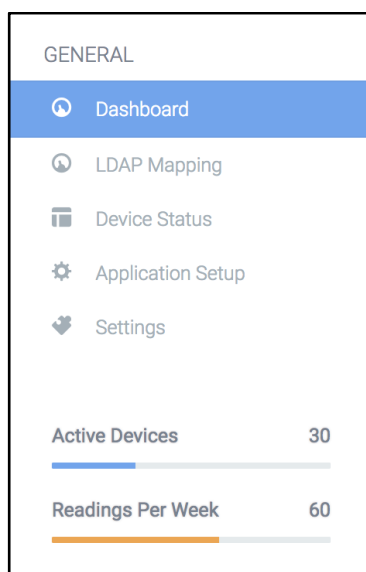 GENERAL
Dashboard
LDAP Mapping
Device Status
Application Setup
Settings
Active Devices 30
Readings Per Week 60